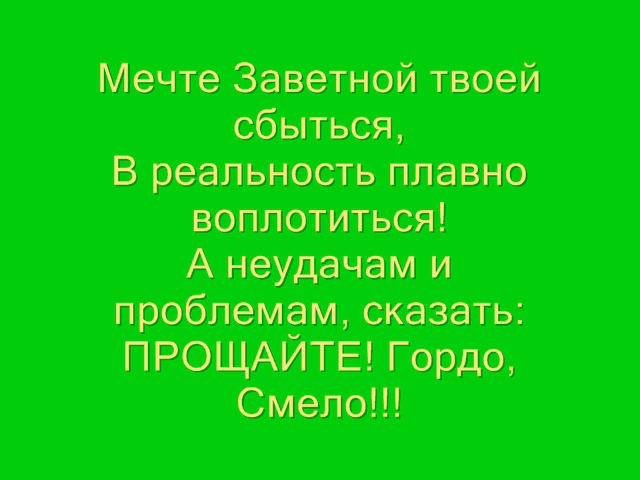 Мечте Заветной твоей
сбыться,
В реальность плавно
воплотиться!
А неудачам и
проблемам, сказать:
ПРОЩАЙТЕ! Гордо,
Смело!!!